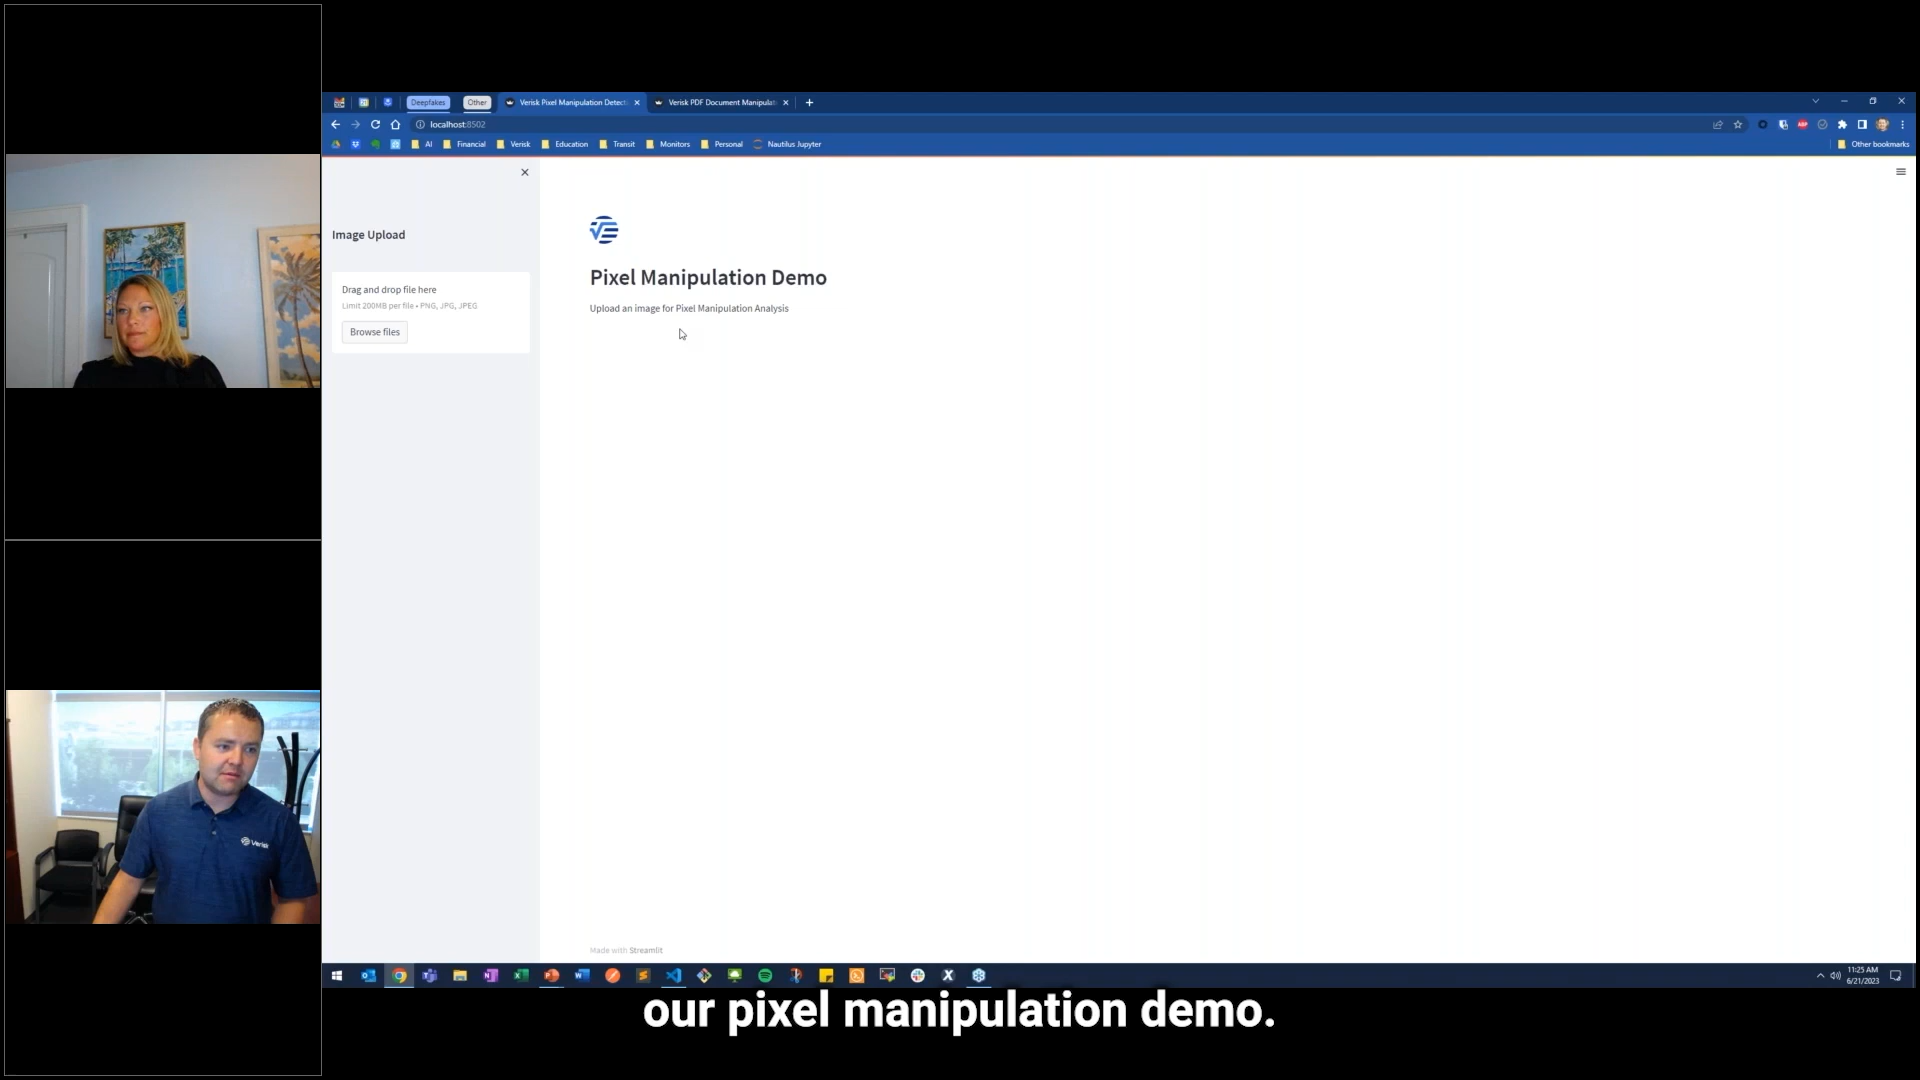 Deepfakes
Other
Verisk Pixel Manipulation Detect
Verisk PDF Document Manipulat
localhost:8502
AI
Financial
Verisk
Education
Transit
Monitors
Personal
Nautilus Jupyter
Other bookmarks
Image Upload
Drag and drop file here
Limit 200MB per file • PNG, JPG, JPEG
Browse files
Pixel Manipulation Demo
Upload an image for Pixel Manipulation Analysis
Verisk
Made with Streamlit
11:25 AM
6/21/2023
our pixel manipulation demo.